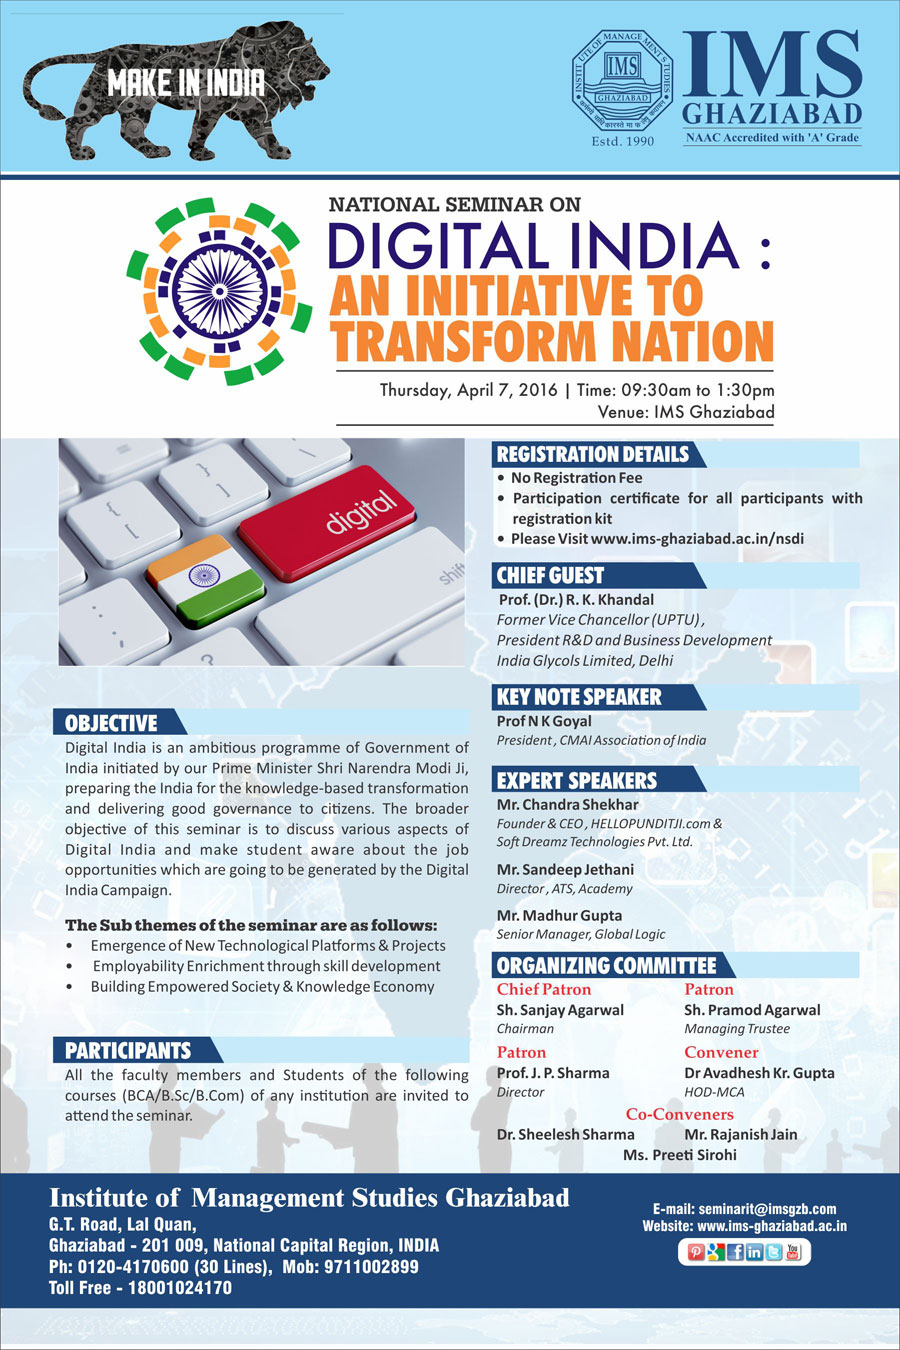 MAKE IN INDIA
INSTITUTE OF MANAGEMENT STUDIES
IMS
GHAZIABAD
Estd. 1990
IMS
GHAZIABAD
NAAC Accredited with 'A' Grade
NATIONAL SEMINAR ON
DIGITAL INDIA :
AN INITIATIVE TO
TRANSFORM NATION
Thursday, April 7, 2016 | Time: 09:30am to 1:30pm
Venue: IMS Ghaziabad
digital
shift
OBJECTIVE
Digital India is an ambitious programme of Government of
India initiated by our Prime Minister Shri Narendra Modi Ji,
preparing the India for the knowledge-based transformation
and delivering good governance to citizens. The broader
objective of this seminar is to discuss various aspects of
Digital India and make student aware about the job
opportunities which are going to be generated by the Digital
India Campaign.
The Sub themes of the seminar are as follows:
• Emergence of New Technological Platforms & Projects
• Employability Enrichment through skill development
• Building Empowered Society & Knowledge Economy
PARTICIPANTS
All the faculty members and Students of the following
courses (BCA/B.Sc/B.Com) of any institution are invited to
attend the seminar.
REGISTRATION DETAILS
• No Registration Fee
• Participation certificate for all participants with
registration kit
• Please Visit www.ims-ghaziabad.ac.in/nsdi
CHIEF GUEST
Prof. (Dr.) R. K. Khandal
Former Vice Chancellor (UPTU) ,
President R&D and Business Development
India Glycols Limited, Delhi
KEY NOTE SPEAKER
Prof N K Goyal
President , CMAI Association of India
EXPERT SPEAKERS
Mr. Chandra Shekhar
Founder & CEO , HELLOPUNDITJI.com &
Soft Dreamz Technologies Pvt. Ltd.
Mr. Sandeep Jethani
Director , ATS, Academy
Mr. Madhur Gupta
Senior Manager, Global Logic
ORGANIZING COMMITTEE
Chief Patron Patron
Sh. Sanjay Agarwal Sh. Pramod Agarwal
Chairman Managing Trustee
Patron Convener
Prof. J. P. Sharma Dr Avadhesh Kr. Gupta
Director HOD-MCA
Co-Conveners
Dr. Sheelesh Sharma Mr. Rajanish Jain
Ms. Preeti Sirohi
Institute of Management Studies Ghaziabad
G.T. Road, Lal Quan,
Ghaziabad - 201 009, National Capital Region, INDIA
Ph: 0120-4170600 (30 Lines), Mob: 9711002899
Toll Free - 18001024170
E-mail: seminarit@imsgzb.com
Website: www.ims-ghaziabad.ac.in
You Tube